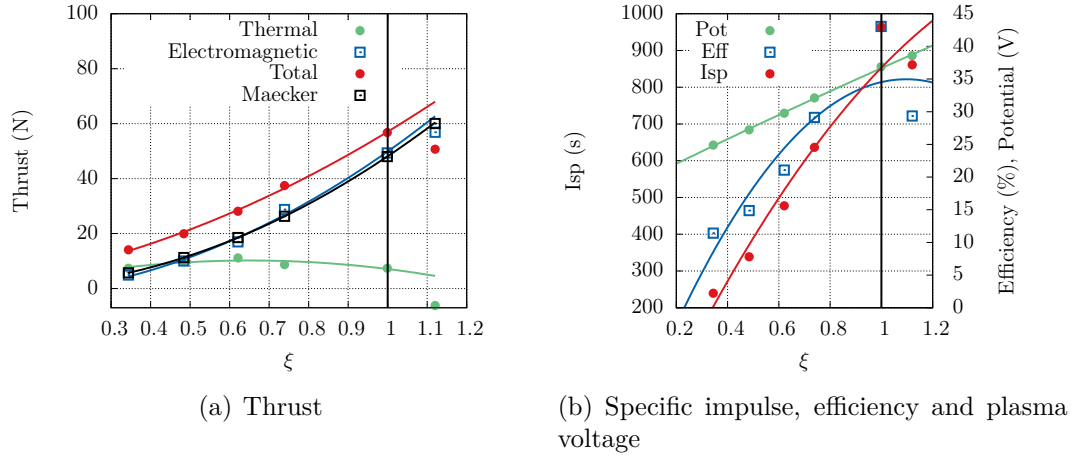 100
80
60
40
20
0
Thrust (N)
Thermal
Electromagnetic
Total
Maecker
0.3 0.4 0.5 0.6 0.7 0.8 0.9 1 1.1 1.2
ξ
(a) Thrust
1000
900
800
700
600
500
400
300
200
Isp (s)
Pot
Eff
Isp
45
40
35
30
25
20
15
10
5
0
Efficiency (%), Potential (V)
0.2 0.4 0.6 0.8 1 1.2
ξ
(b) Specific impulse, efficiency and plasma
voltage